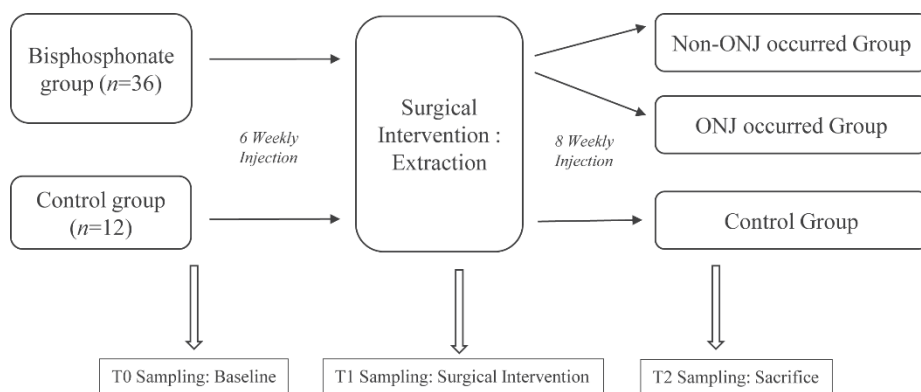 Bisphosphonate
group (n=36)
6 Weekly
Injection
Control group
(n=12)
Surgical
Intervention :
Extraction
8 Weekly
Injection
Non-ONJ occurred Group
ONJ occurred Group
Control Group
T0 Sampling: Baseline
T1 Sampling: Surgical Intervention
T2 Sampling: Sacrifice